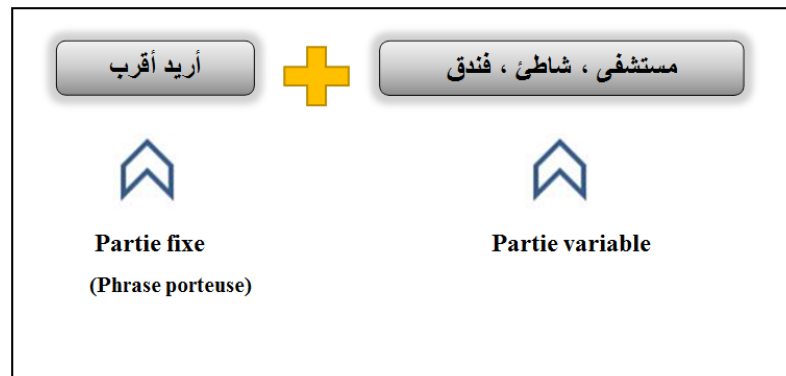 أريد أقرب
مستشفى ، شاطئ ، فندق
Partie fixe
Partie variable
(Phrase porteuse)